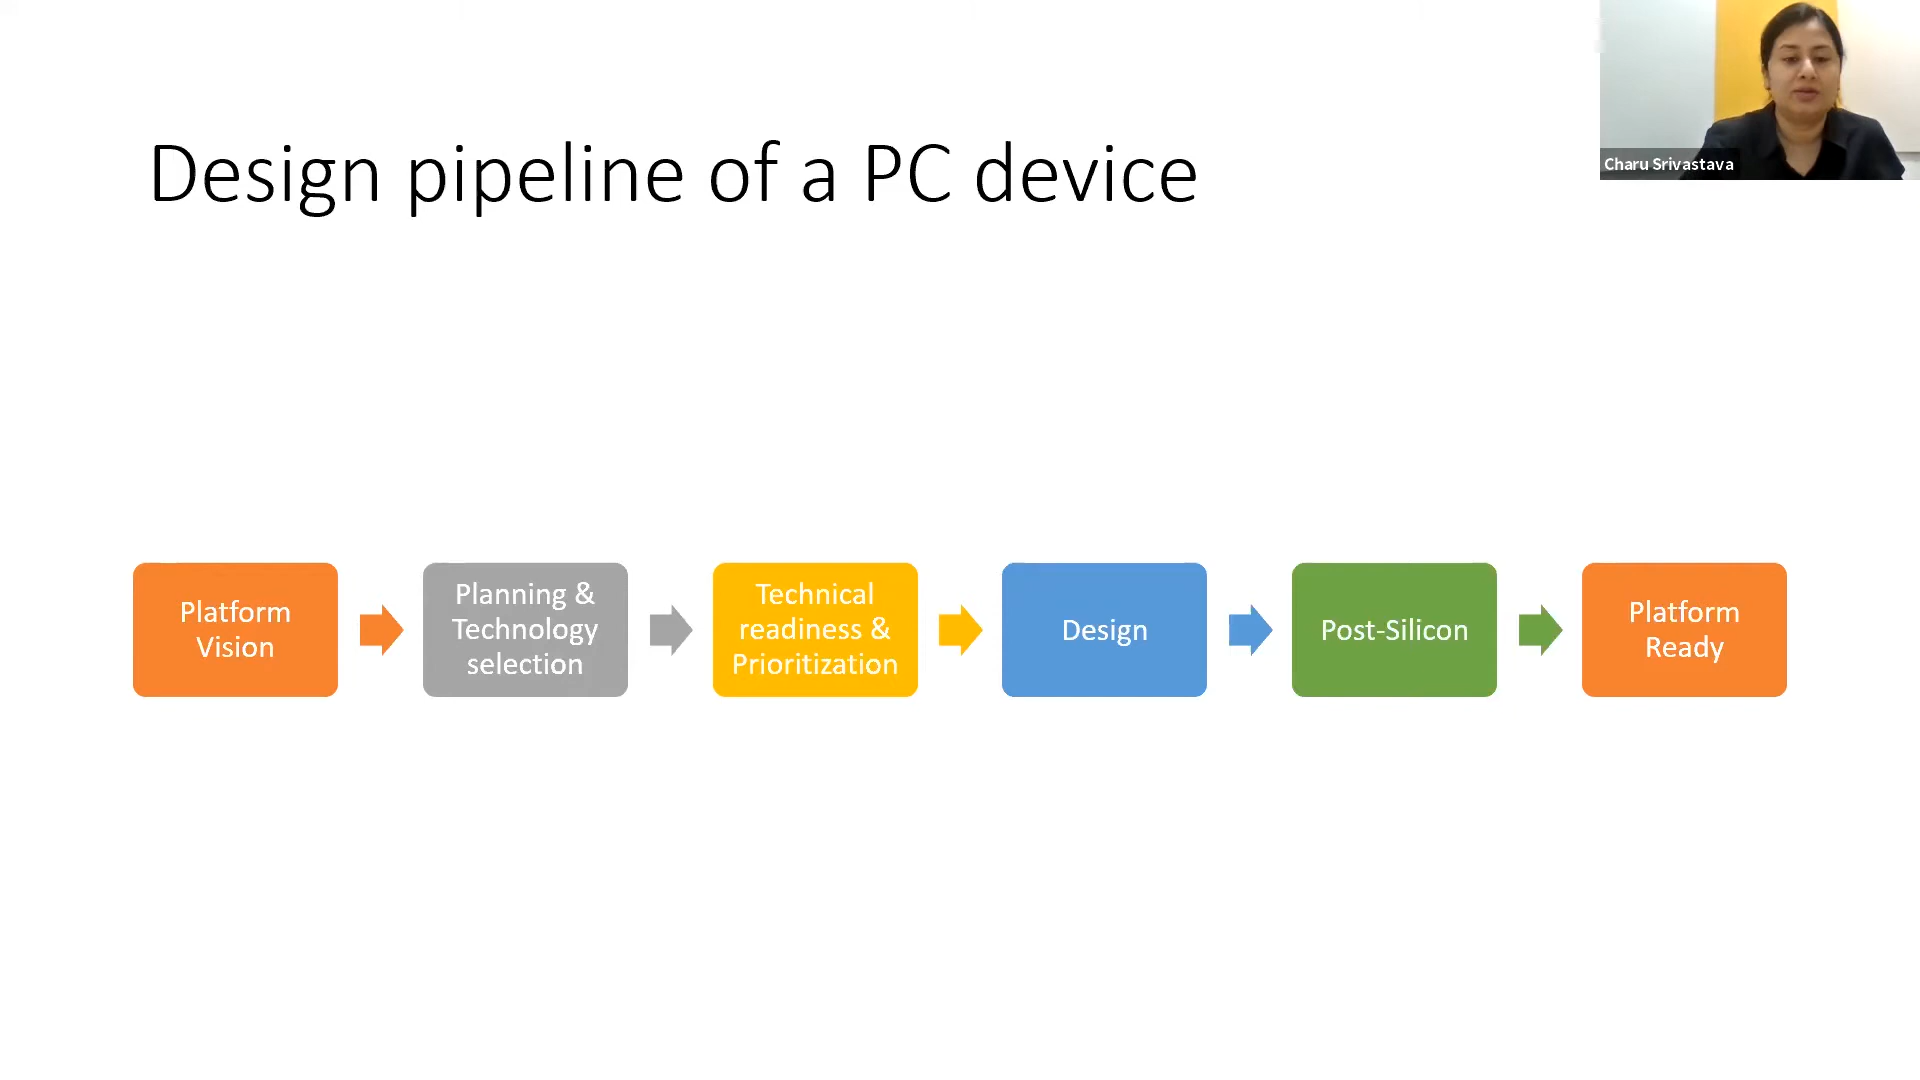 Design pipeline of a PC device
Charu Srivastava
Platform
Vision
Planning &
Technology
selection
Technical
readiness &
Prioritization
Design
Post-Silicon
Platform
Ready